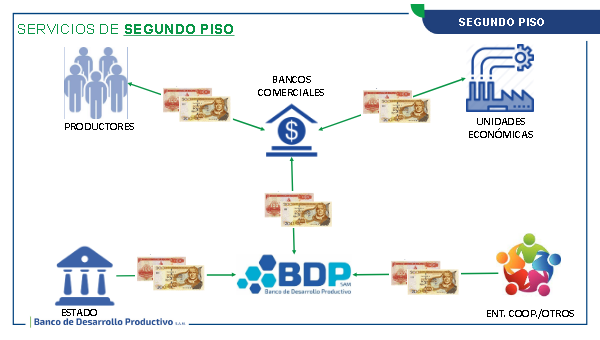 SERVICIOS DE SEGUNDO PISO
SEGUNDO PISO
BANCOS
COMERCIALES
PRODUCTORES
UNIDADES
ECONÓMICAS
BDP
SAM
Banco de Desarrollo Productivo
ESTADO
ENT. COOP./OTROS
Banco de Desarrollo Productivo S.A.M.